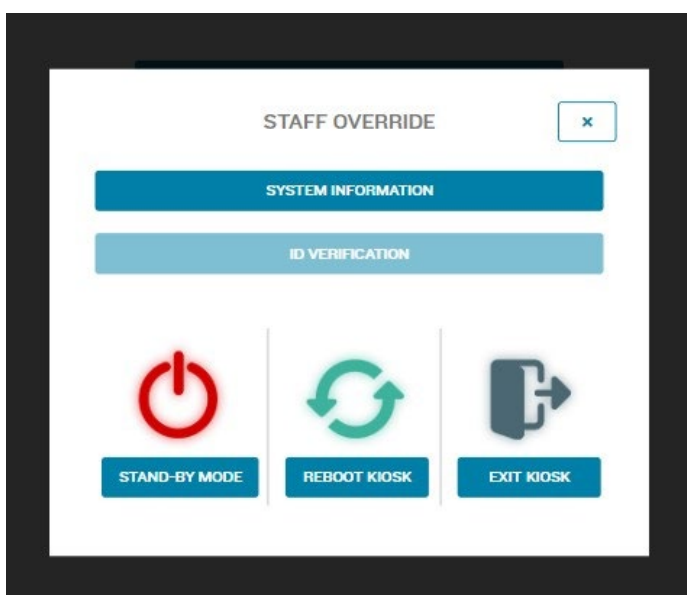 STAFF OVERRIDE
×
SYSTEM INFORMATION
ID VERIFICATION
STAND-BY MODE
REBOOT KIOSK
EXIT KIOSK